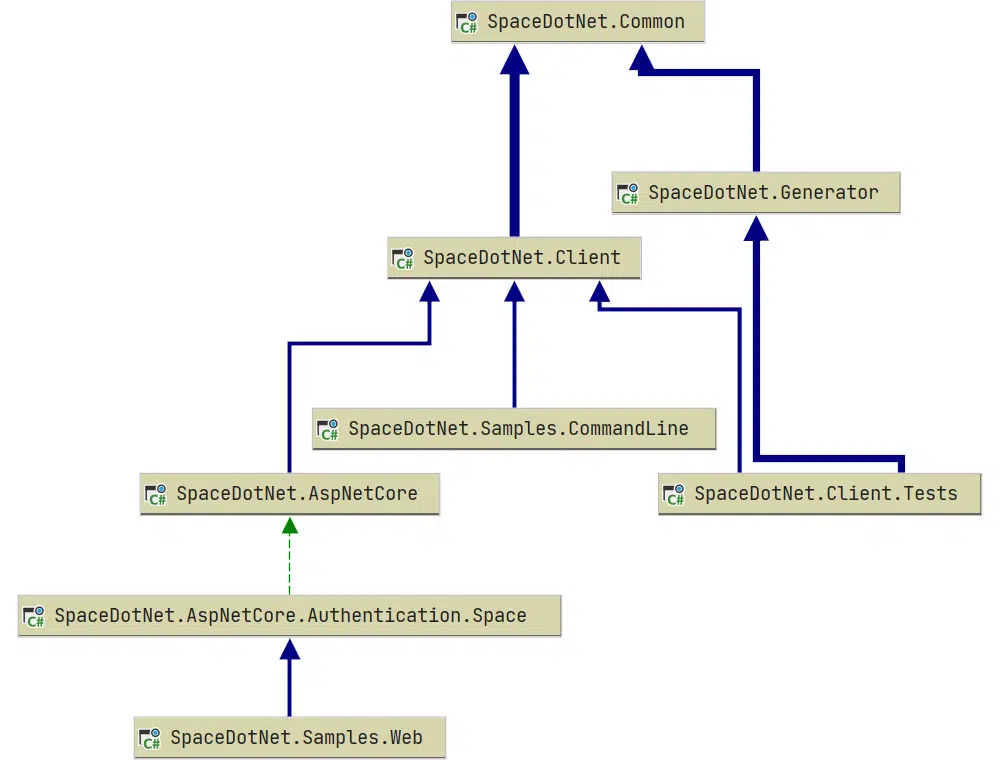 C# SpaceDotNet.Common
C# SpaceDotNet.Generator
C# SpaceDotNet.Client
C# SpaceDotNet.Samples.CommandLine
C# SpaceDotNet.AspNetCore
C# SpaceDotNet.Client.Tests
C# SpaceDotNet.AspNetCore.Authentication.Space
C# SpaceDotNet.Samples.Web